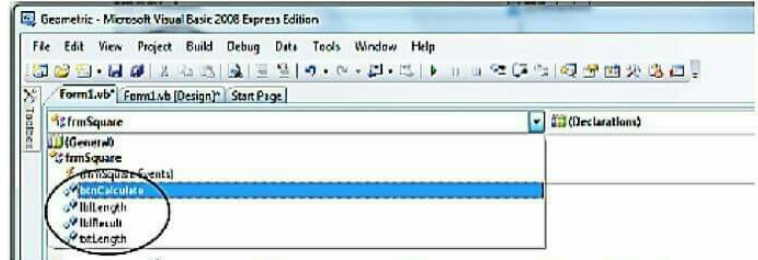 Geometric - Microsoft Visual Basic 2008 Express Edition
File Edit View Project Build Debug Data Tools Window Help
Form1.vb* Form1.vb [Design]* Start Page
Toolbox
frmSquare (Declarations)
(General)
frmSquare
(frmSquare Events)
btnCalculate
lblLength
lblResult
txtLength